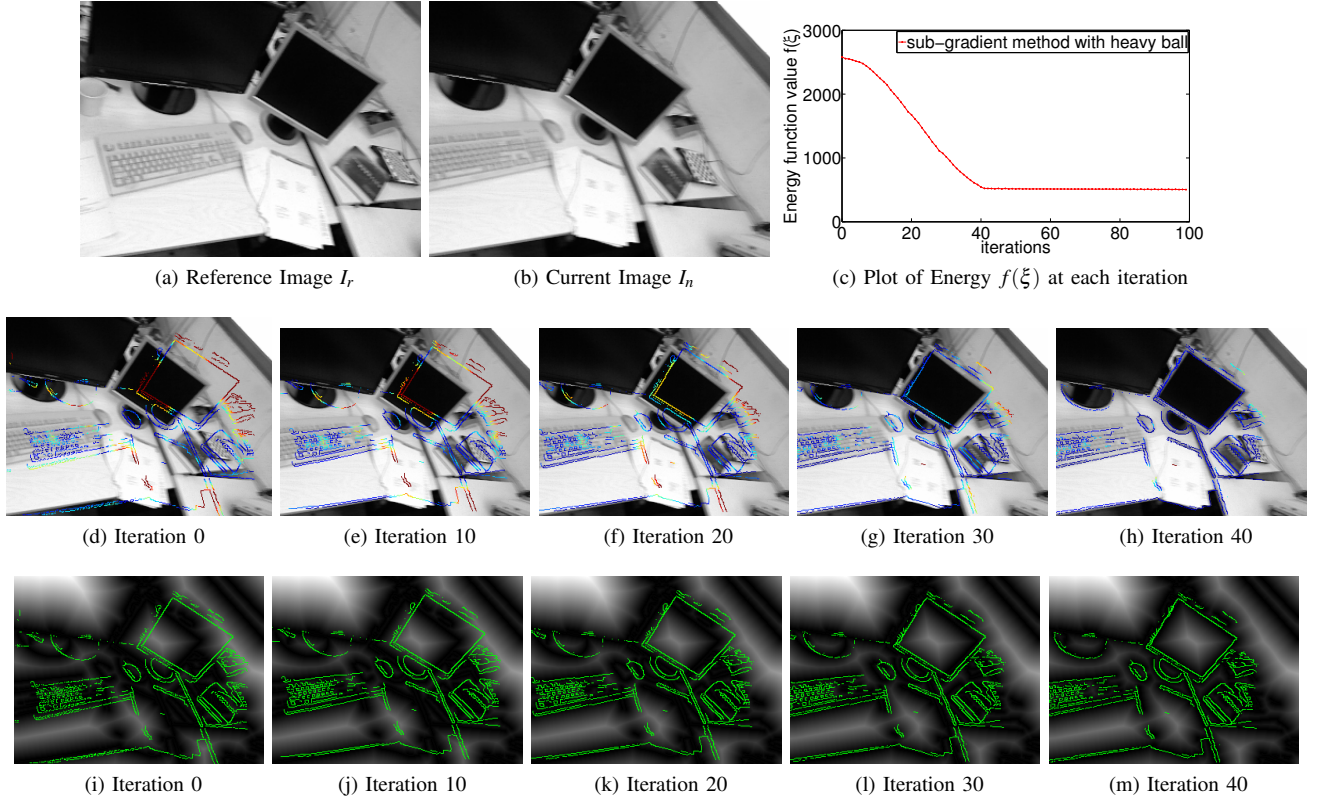 3000
2000
1000
0
Energy function value f(ξ)
sub-gradient method with heavy ball
0 20 40 60 80 100
iterations
(a) Reference Image I_r
(b) Current Image I_n
(c) Plot of Energy f(ξ) at each iteration
(d) Iteration 0
(e) Iteration 10
(f) Iteration 20
(g) Iteration 30
(h) Iteration 40
(i) Iteration 0
(j) Iteration 10
(k) Iteration 20
(l) Iteration 30
(m) Iteration 40